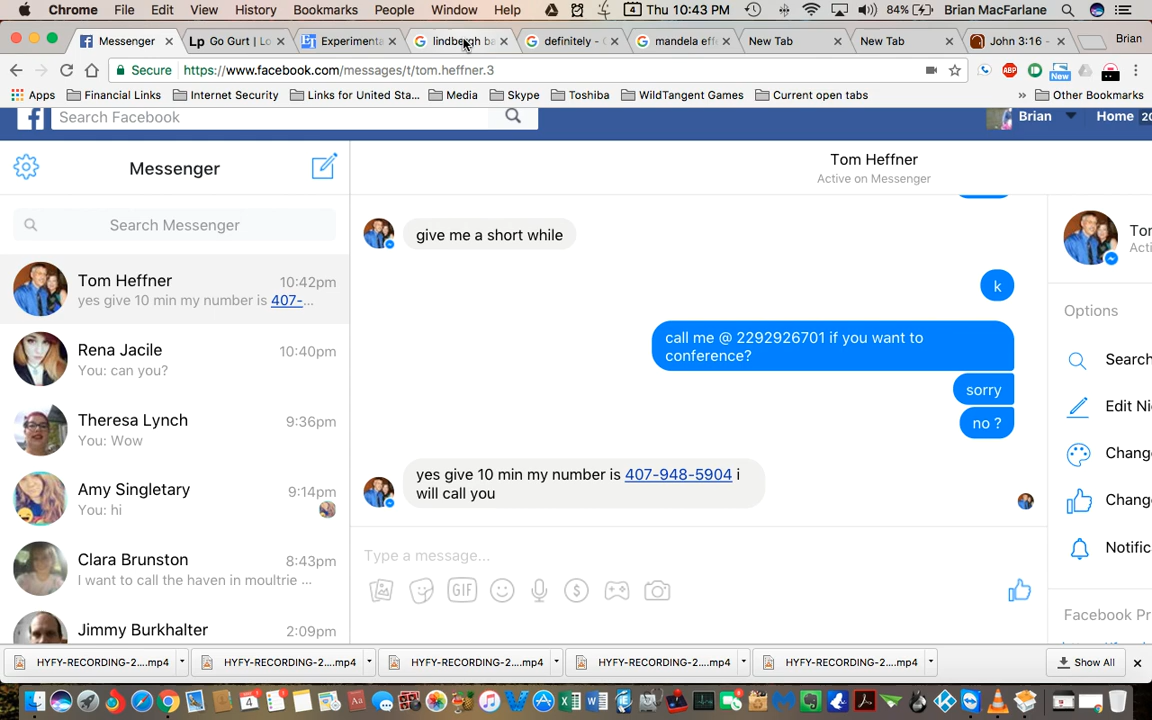 Chrome File Edit View History Bookmarks People Window Help 4 Thu 10:43 PM 84% Brian MacFarlane
Messenger Lp Go Gurt | Lo Experimenta lindbergh ba definitely - G mandela eff New Tab New Tab John 3:16 - Brian
Secure https://www.facebook.com/messages/t/tom.heffner.3 ABP New
Apps Financial Links Internet Security Links for United Sta... Media Skype Toshiba WildTangent Games Current open tabs » Other Bookmarks
Search Facebook Brian Home 20
Messenger
Tom Heffner
Active on Messenger
Search Messenger
Tom Heffner 10:42pm
yes give 10 min my number is 407-...
Rena Jacile 10:40pm
You: can you?
Theresa Lynch 9:36pm
You: Wow
Amy Singletary 9:14pm
You: hi
Clara Brunston 8:43pm
I want to call the haven in moultrie ...
Jimmy Burkhalter 2:09pm
give me a short while
k
call me @ 2292926701 if you want to
conference?
sorry
no ?
yes give 10 min my number is 407-948-5904 i
will call you
Type a message...
GIF
Tor
Acti
Options
Search
Edit Ni
Chang
Chang
Notific
Facebook Pr
HYFY-RECORDING-2....mp4 HYFY-RECORDING-2....mp4 HYFY-RECORDING-2....mp4 HYFY-RECORDING-2....mp4 HYFY-RECORDING-2....mp4 Show All